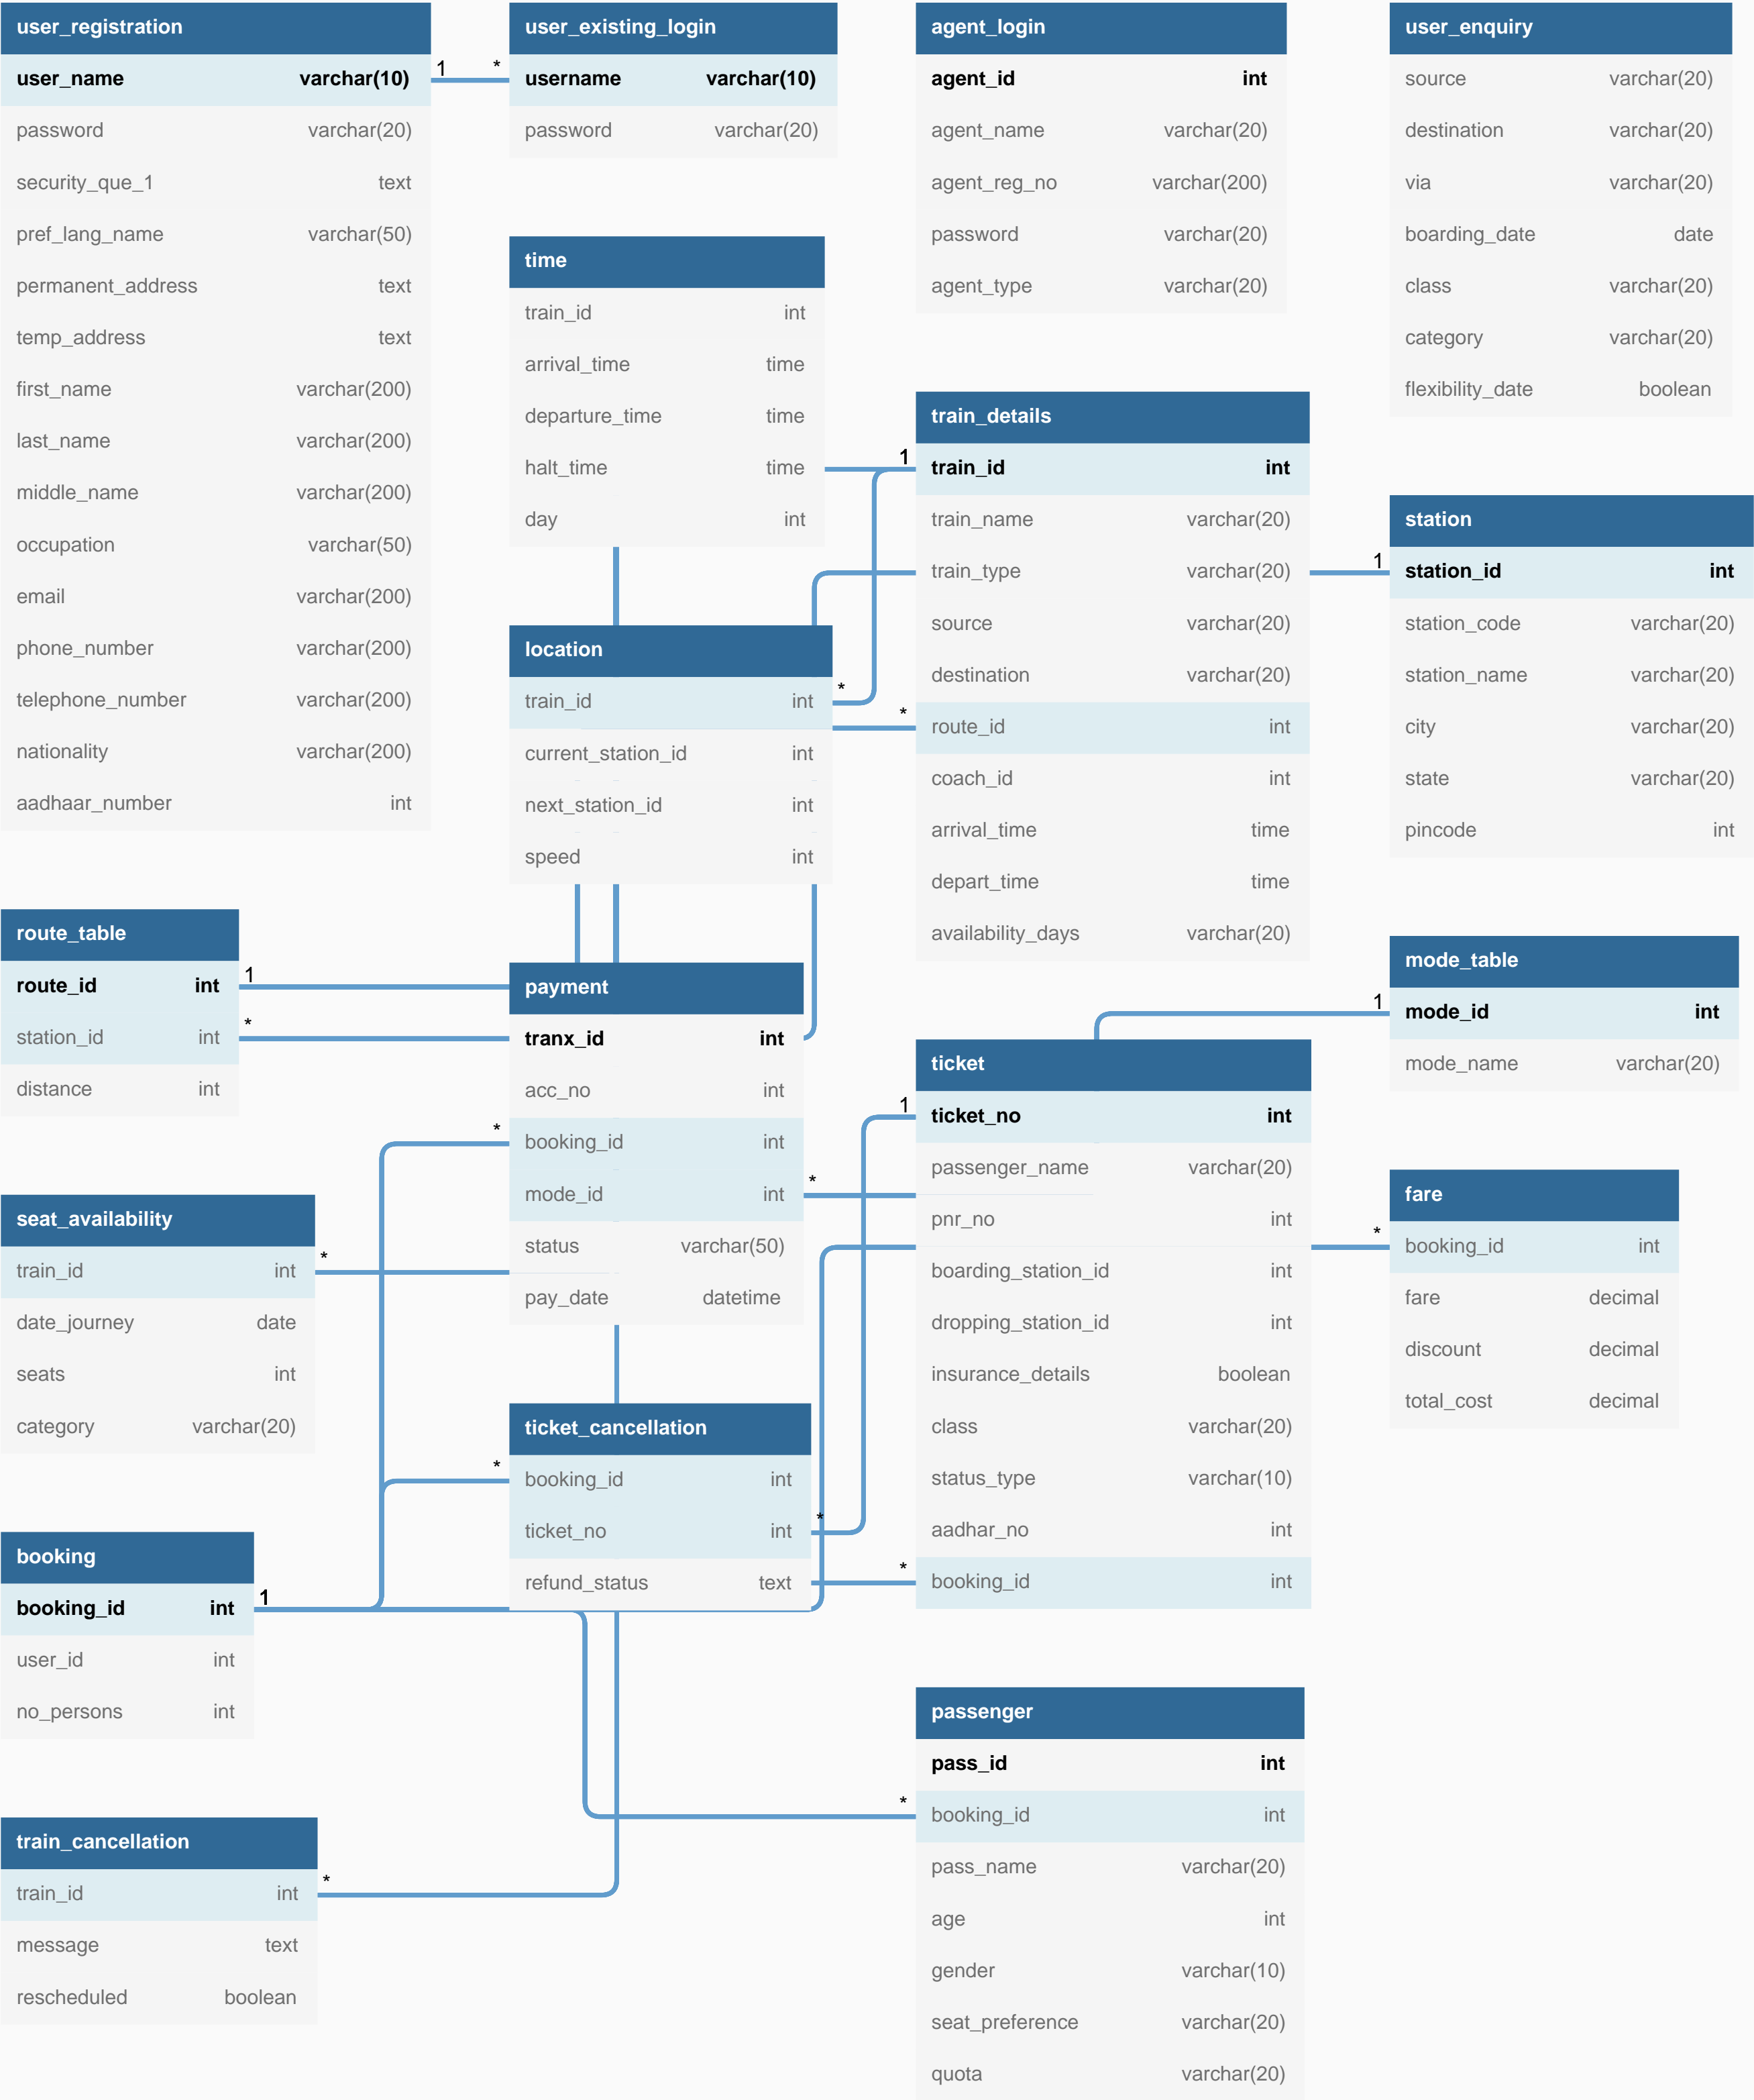 user_registration
user_name varchar(10)
password varchar(20)
security_que_1 text
pref_lang_name varchar(50)
permanent_address text
temp_address text
first_name varchar(200)
last_name varchar(200)
middle_name varchar(200)
occupation varchar(50)
email varchar(200)
phone_number varchar(200)
telephone_number varchar(200)
nationality varchar(200)
aadhaar_number int
1 *
user_existing_login
username varchar(10)
password varchar(20)
agent_login
agent_id int
agent_name varchar(20)
agent_reg_no varchar(200)
password varchar(20)
agent_type varchar(20)
user_enquiry
source varchar(20)
destination varchar(20)
via varchar(20)
boarding_date date
class varchar(20)
category varchar(20)
flexibility_date boolean
time
train_id int
arrival_time time
departure_time time
halt_time time
day int
location
train_id int
*
current_station_id int
next_station_id int
speed int
train_details
1
train_id int
train_name varchar(20)
train_type varchar(20)
source varchar(20)
destination varchar(20)
*
route_id int
coach_id int
arrival_time time
depart_time time
availability_days varchar(20)
station
1
station_id int
station_code varchar(20)
station_name varchar(20)
city varchar(20)
state varchar(20)
pincode int
route_table
route_id int
1
station_id int
*
distance int
payment
tranx_id int
acc_no int
*
booking_id int
mode_id int
*
status varchar(50)
pay_date datetime
mode_table
1
mode_id int
mode_name varchar(20)
ticket
1
ticket_no int
passenger_name varchar(20)
pnr_no int
boarding_station_id int
dropping_station_id int
insurance_details boolean
class varchar(20)
status_type varchar(10)
aadhar_no int
*
booking_id int
fare
*
booking_id int
fare decimal
discount decimal
total_cost decimal
seat_availability
train_id int
*
date_journey date
seats int
category varchar(20)
ticket_cancellation
*
booking_id int
ticket_no int
*
refund_status text
booking
booking_id int
1
user_id int
no_persons int
passenger
pass_id int
*
booking_id int
pass_name varchar(20)
age int
gender varchar(10)
seat_preference varchar(20)
quota varchar(20)
train_cancellation
train_id int
*
message text
rescheduled boolean